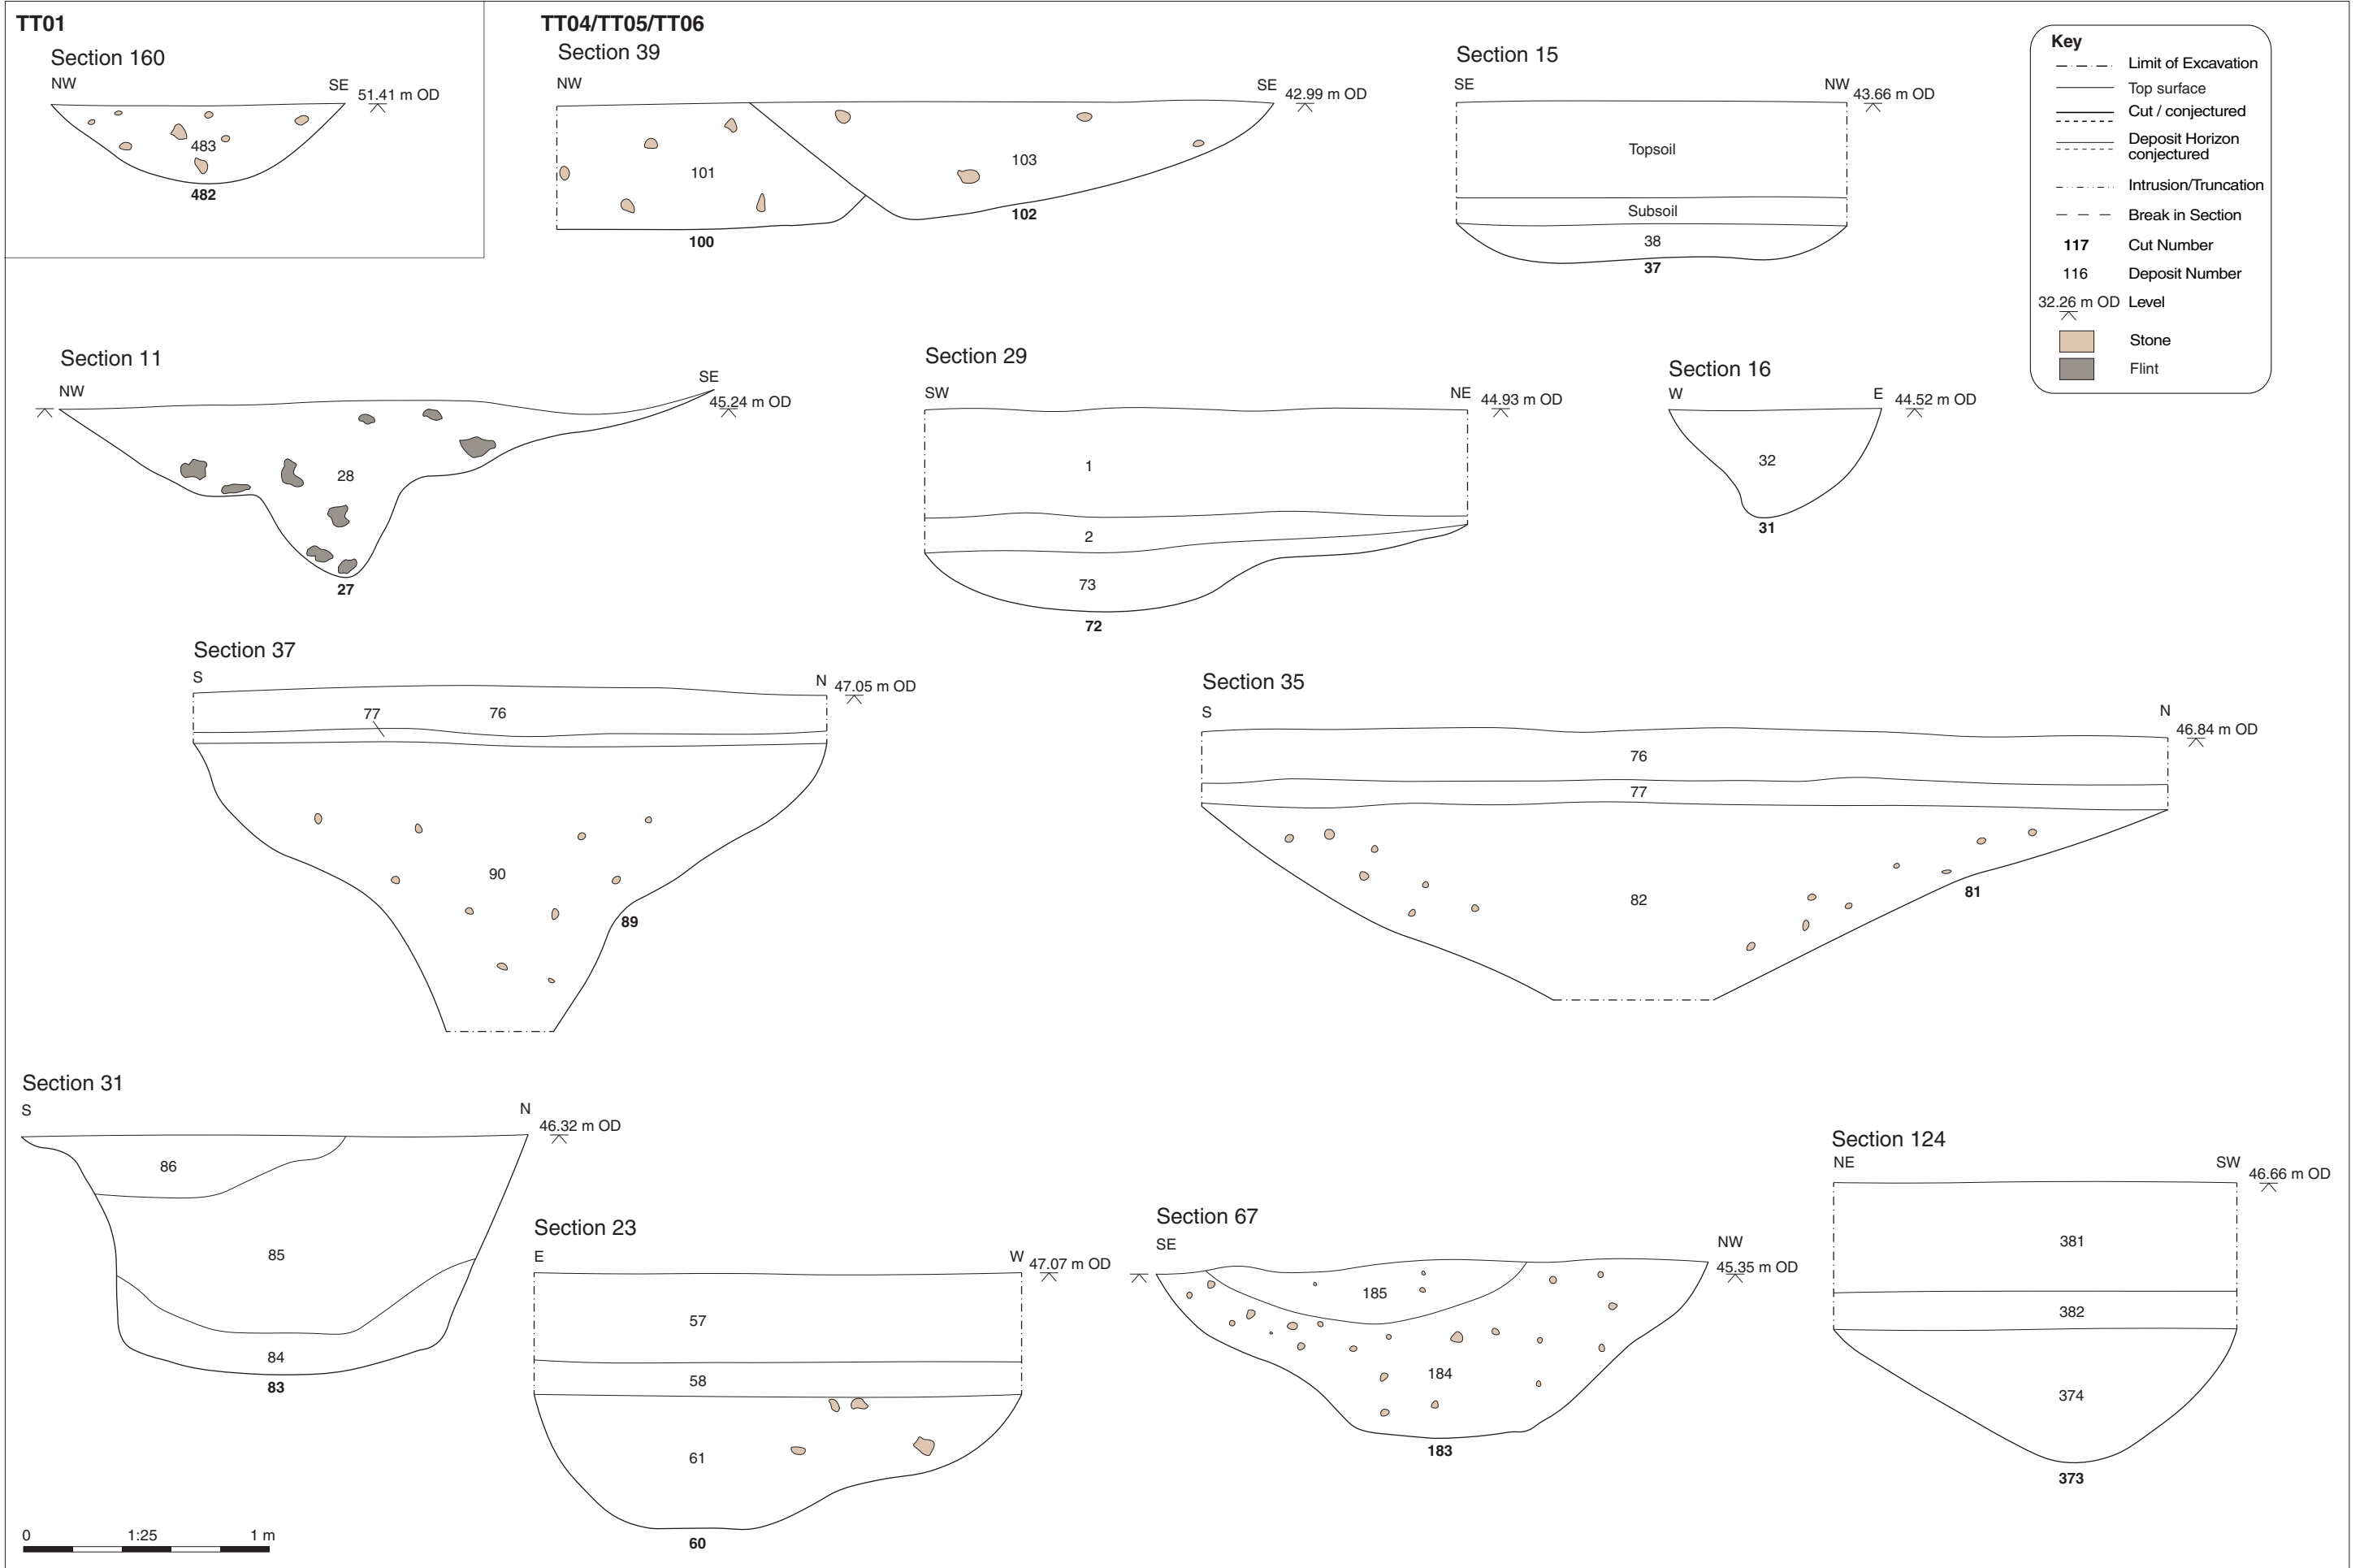 TT01
Section 160
NW
SE
51.41 m OD
483
482
TT04/TT05/TT06
Section 39
NW
SE
42.99 m OD
101
103
100
102
Section 15
SE
NW
43.66 m OD
Topsoil
Subsoil
38
37
Key
Limit of Excavation
Top surface
Cut / conjectured
Deposit Horizon
conjectured
Intrusion/Truncation
Break in Section
117 Cut Number
116 Deposit Number
32.26 m OD Level
Stone
Flint
Section 11
NW
SE
45.24 m OD
28
27
Section 29
SW
NE
44.93 m OD
1
2
73
72
Section 16
W
E
44.52 m OD
32
31
Section 37
S
N
47.05 m OD
77
76
90
89
Section 35
S
N
46.84 m OD
76
77
82
81
Section 31
S
N
46.32 m OD
86
85
84
83
Section 23
E
W
47.07 m OD
57
58
61
60
Section 67
SE
NW
45.35 m OD
185
184
183
Section 124
NE
SW
46.66 m OD
381
382
374
373
0 1:25 1 m